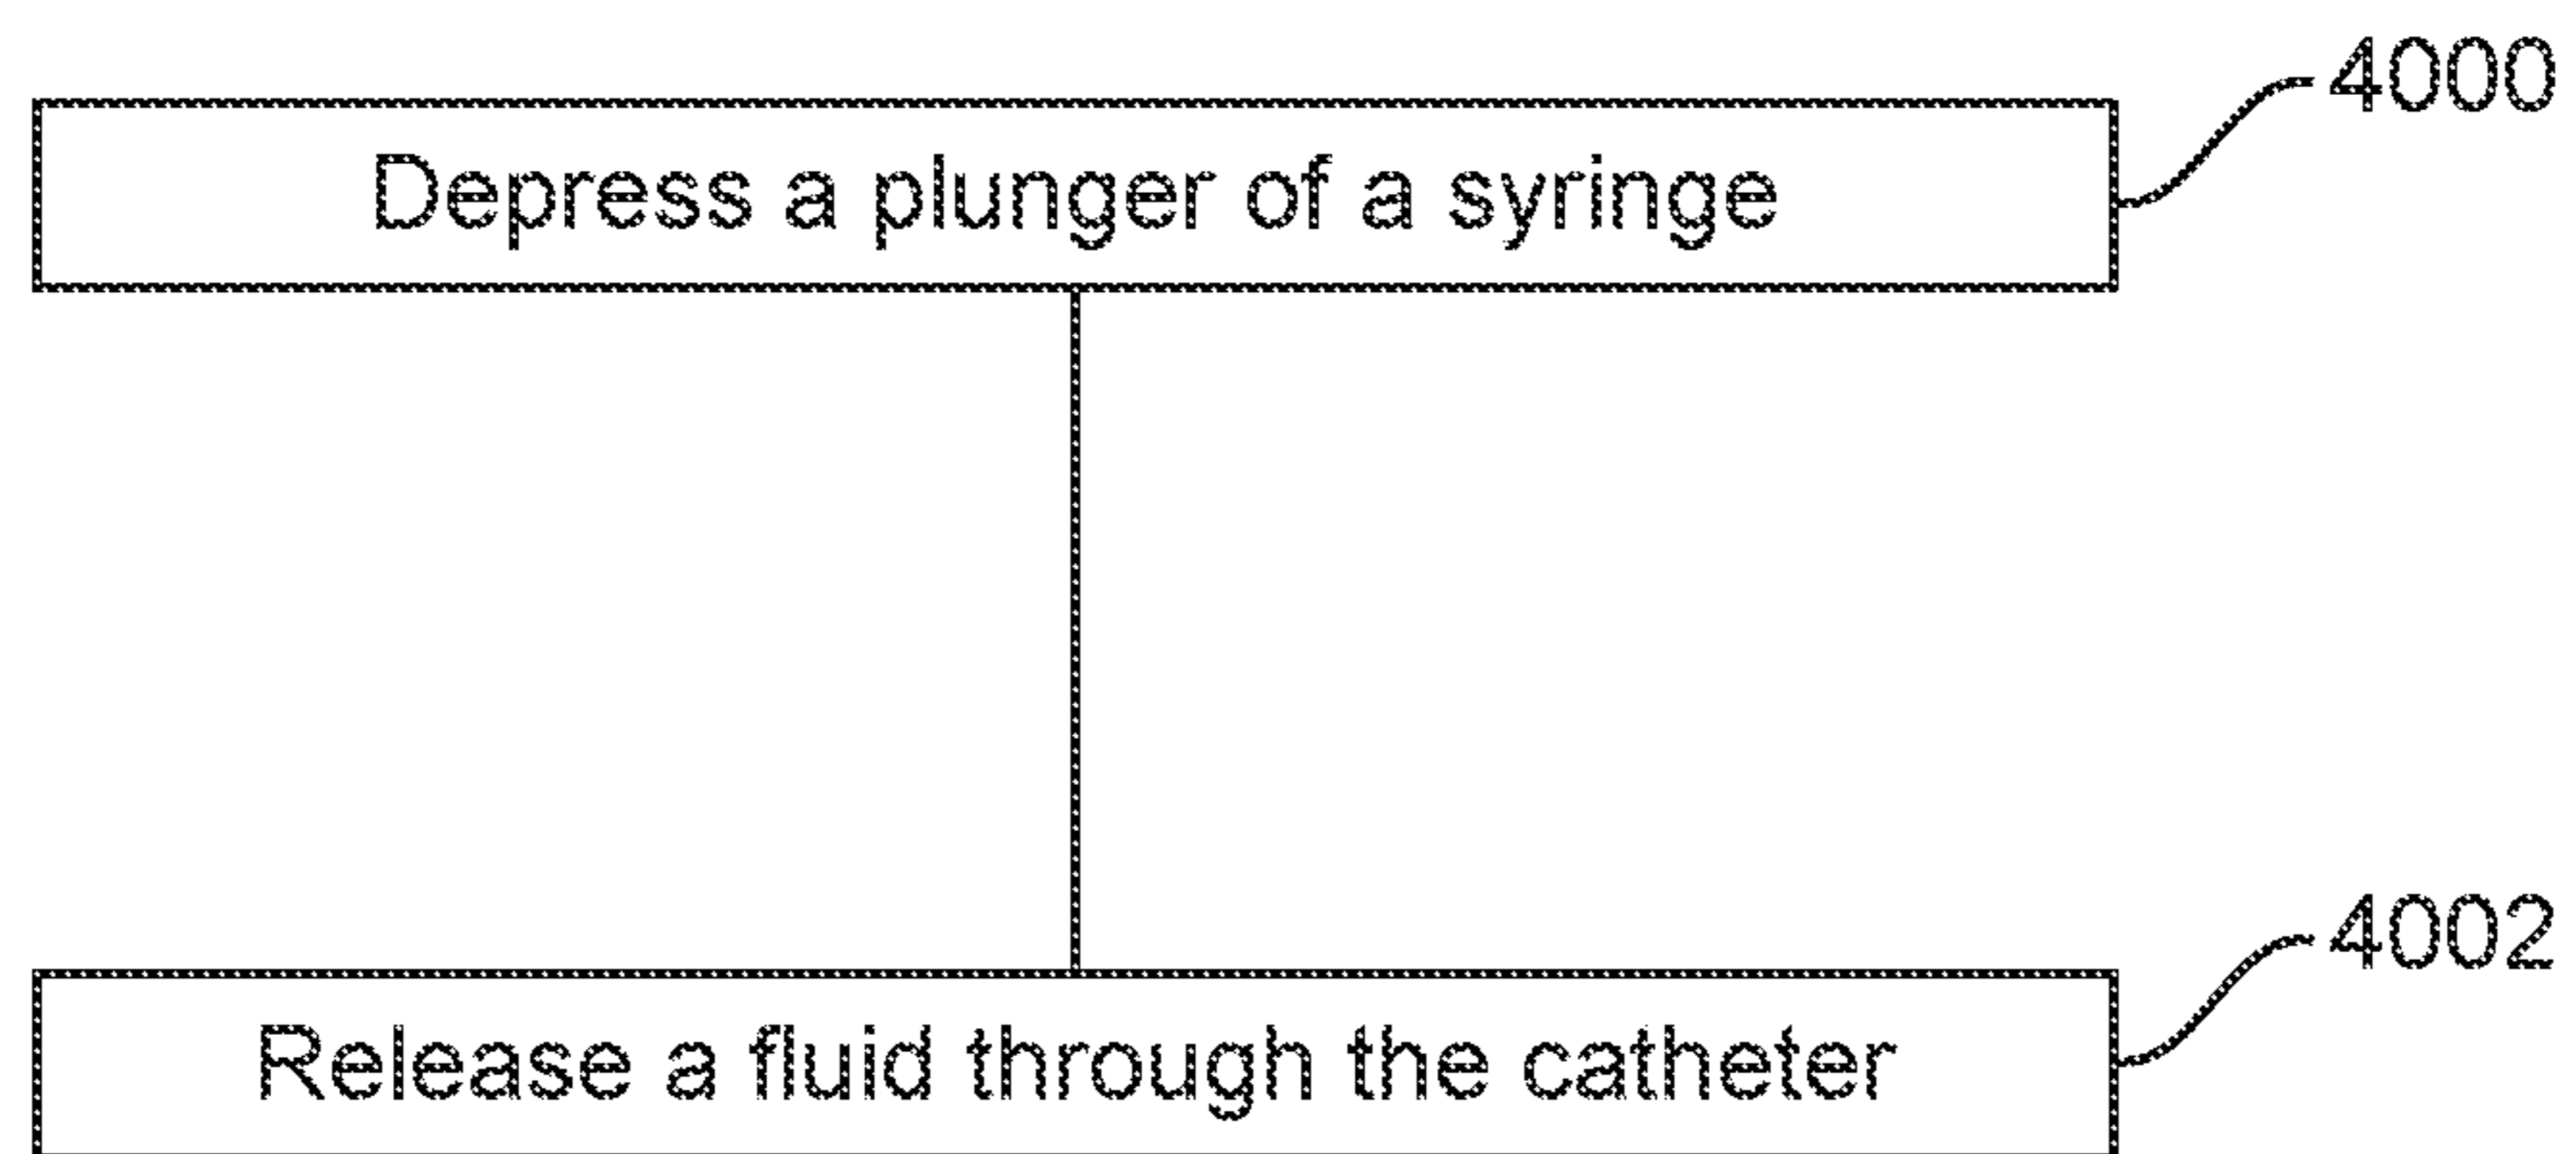 4000
Depress a plunger of a syringe
4002
Release a fluid through the catheter